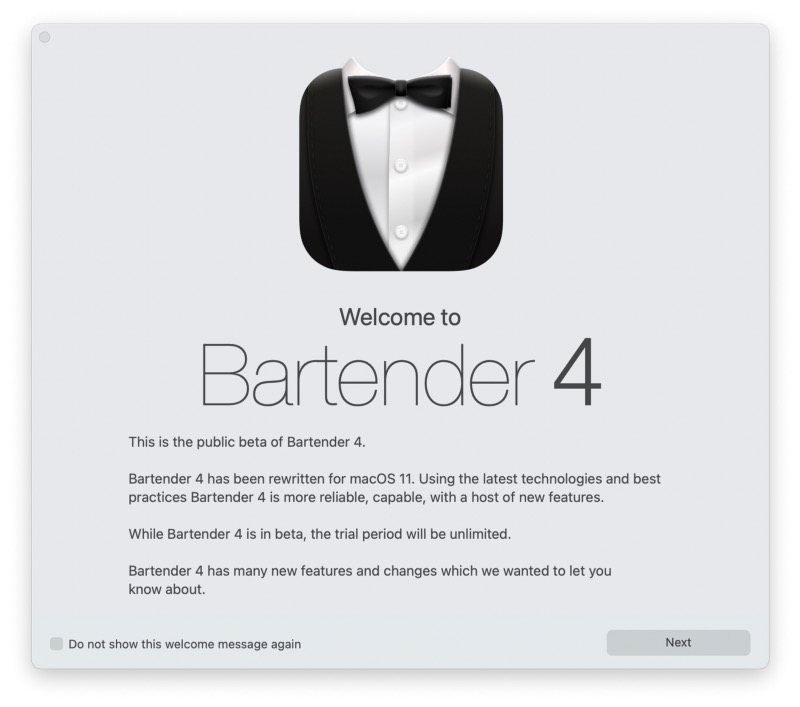 Welcome to
Bartender 4
This is the public beta of Bartender 4.
Bartender 4 has been rewritten for macOS 11. Using the latest technologies and best
practices Bartender 4 is more reliable, capable, with a host of new features.
While Bartender 4 is in beta, the trial period will be unlimited.
Bartender 4 has many new features and changes which we wanted to let you
know about.
Do not show this welcome message again
Next